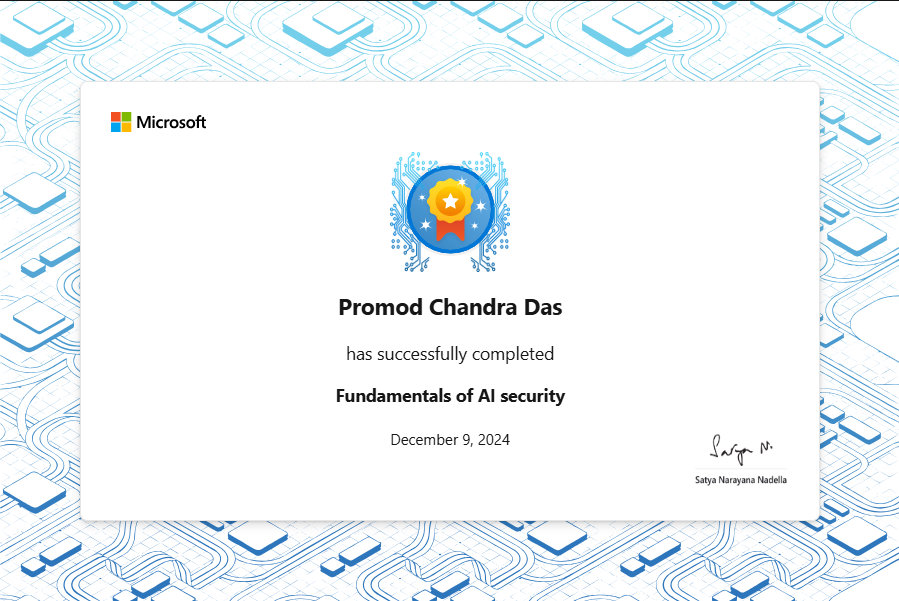 Microsoft
Promod Chandra Das
has successfully completed
Fundamentals of AI security
December 9, 2024
Satya N.
Satya Narayana Nadella